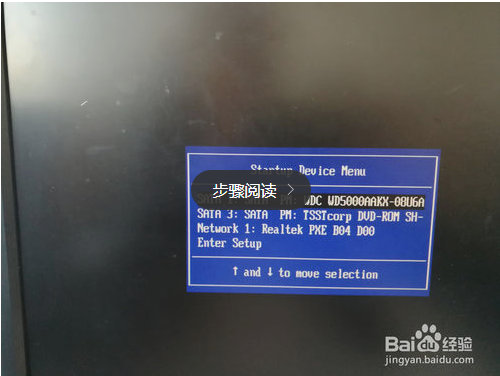 Startup Device Menu
步骤阅读
WDC WD5000AAKX-08U6A
SATA 3: SATA PM: TSSTcorp DVD-ROM SH-
Network 1: Realtek PXE B04 D00
Enter Setup
↑ and ↓ to move selection
Bai du 经验
jingyan.baidu.com